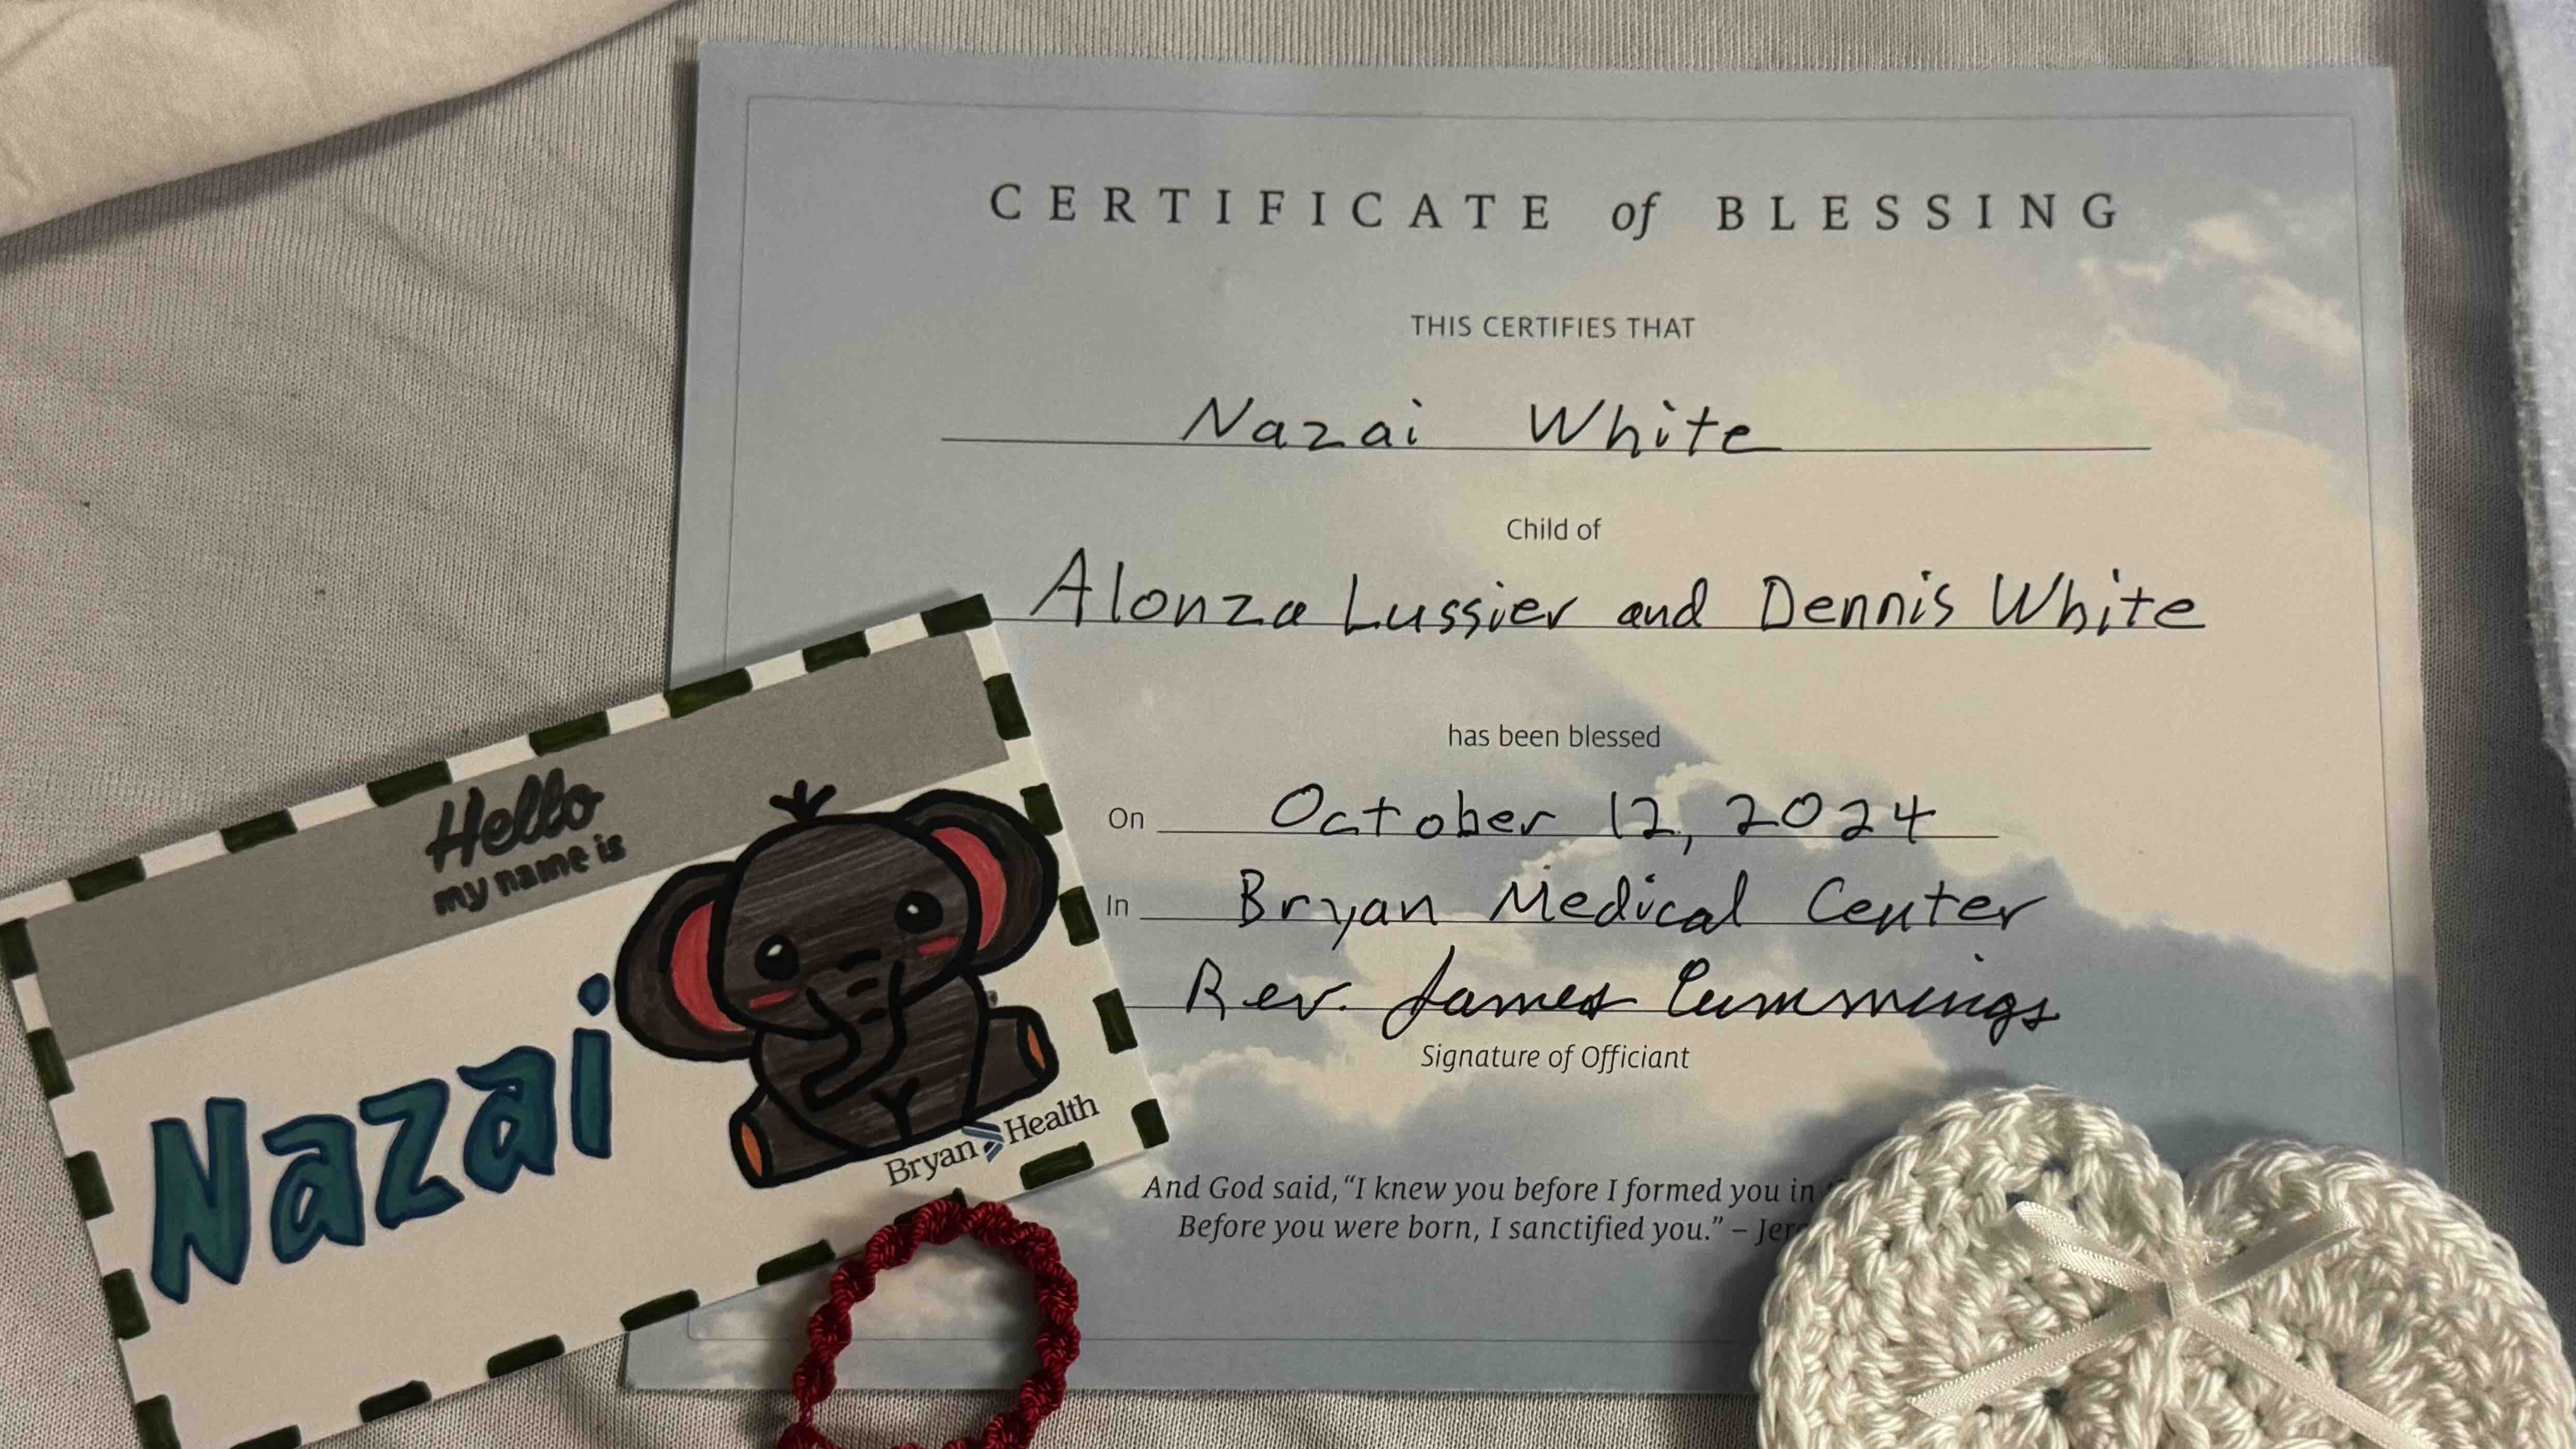 CERTIFICATE of BLESSING
THIS CERTIFIES THAT
Nazai White
Child of
Alonza Lussier and Dennis White
has been blessed
On October 12, 2024
In Bryan Medical Center
Rev. James Cummings
Signature of Officiant
And God said, “I knew you before I formed you in
Before you were born, I sanctified you.” –
Hello
my name is
Nazai
Bryan Health